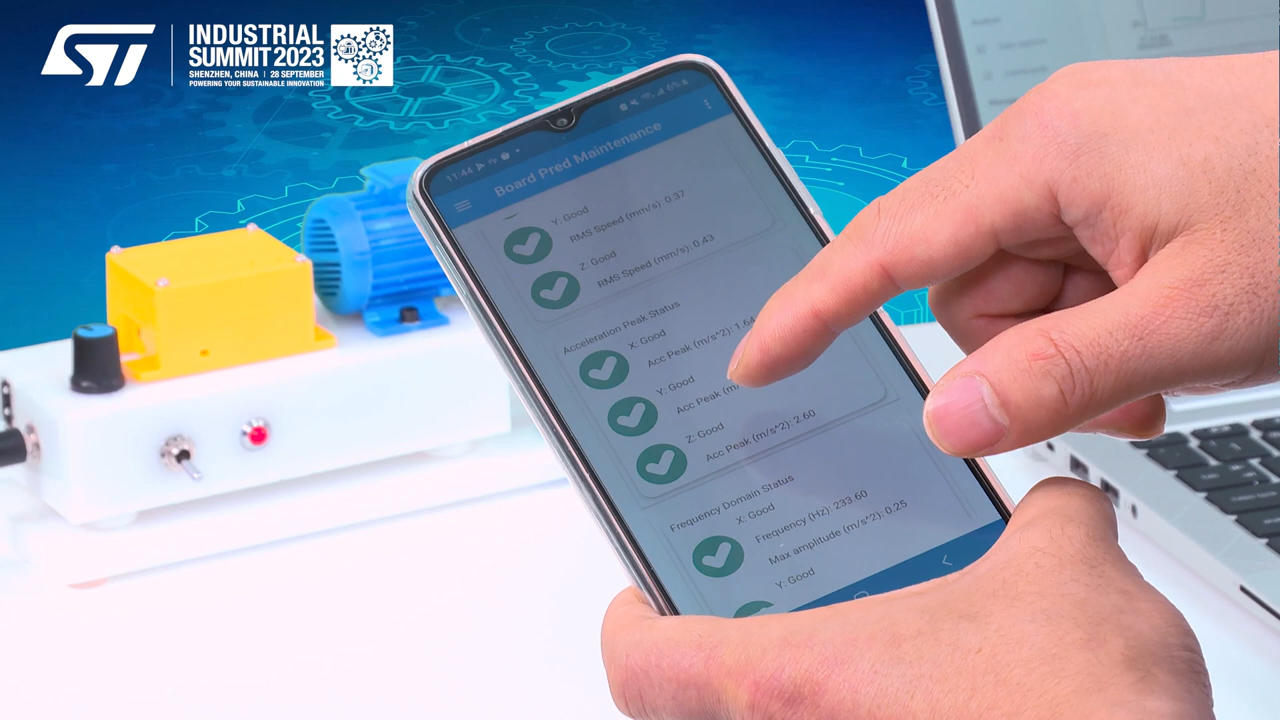 ST
INDUSTRIAL
SUMMIT 2023
SHENZHEN, CHINA | 28 SEPTEMBER
POWERING YOUR SUSTAINABLE INNOVATION
11:44
Board Pred Maintenance
Y: Good
RMS Speed (mm/s): 0.37
Z: Good
RMS Speed (mm/s): 0.43
Acceleration Peak Status
X: Good
Acc Peak (m/s^2): 1.64
Y: Good
Acc Peak
Z: Good
Acc Peak (m/s^2): 2.60
Frequency Domain Status
X: Good
Frequency (Hz): 233.60
Max amplitude (m/s^2): 0.25
Y: Good